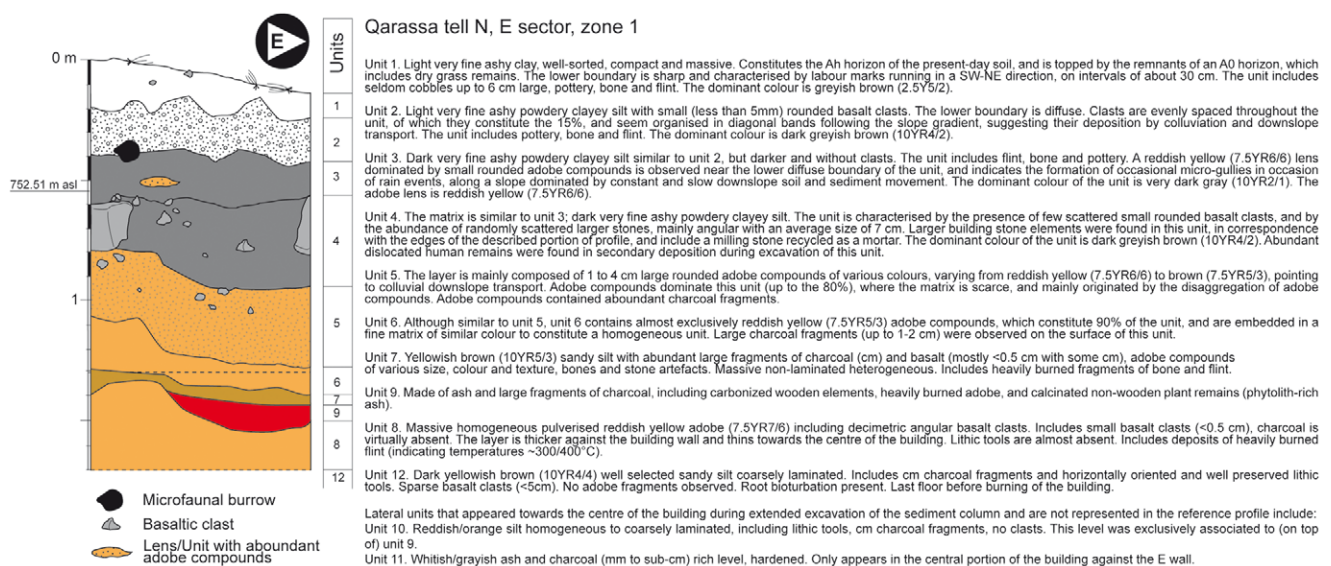 E
Units
0 m
752.51 m asl
1
1
2
3
4
5
6
7
9
8
12
Microfaunal burrow
Basaltic clast
Lens/Unit with aboundant
adobe compounds
Qarassa tell N, E sector, zone 1
Unit 1. Light very fine ashy clay, well-sorted, compact and massive. Constitutes the Ah horizon of the present-day soil, and is topped by the remnants of an A0 horizon, which
includes dry grass remains. The lower boundary is sharp and characterised by labour marks running in a SW-NE direction, on intervals of about 30 cm. The unit includes
seldom cobbles up to 6 cm large, pottery, bone and flint. The dominant colour is greyish brown (2.5Y5/2).
Unit 2. Light very fine ashy powdery clayey silt with small (less than 5mm) rounded basalt clasts. The lower boundary is diffuse. Clasts are evenly spaced throughout the
unit, of which they constitute the 15%, and seem organised in diagonal bands following the slope gradient, suggesting their deposition by colluviation and downslope
transport. The unit includes pottery, bone and flint. The dominant colour is dark greyish brown (10YR4/2).
Unit 3. Dark very fine ashy powdery clayey silt similar to unit 2, but darker and without clasts. The unit includes flint, bone and pottery. A reddish yellow (7.5YR6/6) lens
dominated by small rounded adobe compounds is observed near the lower diffuse boundary of the unit, and indicates the formation of occasional micro-gullies in occasion
of rain events, along a slope dominated by constant and slow downslope soil and sediment movement. The dominant colour of the unit is very dark gray (10YR2/1). The
adobe lens is reddish yellow (7.5YR6/6).
Unit 4. The matrix is similar to unit 3; dark very fine ashy powdery clayey silt. The unit is characterised by the presence of few scattered small rounded basalt clasts, and by
the abundance of randomly scattered larger stones, mainly angular with an average size of 7 cm. Larger building stone elements were found in this unit, in correspondence
with the edges of the described portion of profile, and include a milling stone recycled as a mortar. The dominant colour of the unit is dark greyish brown (10YR4/2). Abundant
dislocated human remains were found in secondary deposition during excavation of this unit.
Unit 5. The layer is mainly composed of 1 to 4 cm large rounded adobe compounds of various colours, varying from reddish yellow (7.5YR6/6) to brown (7.5YR5/3), pointing
to colluvial downslope transport. Adobe compounds dominate this unit (up to the 80%), where the matrix is scarce, and mainly originated by the disaggregation of adobe
compounds. Adobe compounds contained aboundant charcoal fragments.
Unit 6. Although similar to unit 5, unit 6 contains almost exclusively reddish yellow (7.5YR5/3) adobe compounds, which constitute 90% of the unit, and are embedded in a
fine matrix of similar colour to constitute a homogeneous unit. Large charcoal fragments (up to 1-2 cm) were observed on the surface of this unit.
Unit 7. Yellowish brown (10YR5/3) sandy silt with abundant large fragments of charcoal (cm) and basalt (mostly <0.5 cm with some cm), adobe compounds
of various size, colour and texture, bones and stone artefacts. Massive non-laminated heterogeneous. Includes heavily burned fragments of bone and flint.
Unit 9. Made of ash and large fragments of charcoal, including carbonized wooden elements, heavily burned adobe, and calcinated non-wooden plant remains (phytolith-rich
ash).
Unit 8. Massive homogeneous pulverised reddish yellow adobe (7.5YR7/6) including decimetric angular basalt clasts. Includes small basalt clasts (<0.5 cm), charcoal is
virtually absent. The layer is thicker against the building wall and thins towards the centre of the building. Lithic tools are almost absent. Includes deposits of heavily burned
flint (indicating temperatures ~300/400°C).
Unit 12. Dark yellowish brown (10YR4/4) well selected sandy silt coarsely laminated. Includes cm charcoal fragments and horizontally oriented and well preserved lithic
tools. Sparse basalt clasts (<5cm). No adobe fragments observed. Root bioturbation present. Last floor before burning of the building.
Lateral units that appeared towards the centre of the building during extended excavation of the sediment column and are not represented in the reference profile include:
Unit 10. Reddish/orange silt homogeneous to coarsely laminated, including lithic tools, cm charcoal fragments, no clasts. This level was exclusively associated to (on top
of) unit 9.
Unit 11. Whitish/grayish ash and charcoal (mm to sub-cm) rich level, hardened. Only appears in the central portion of the building against the E wall.